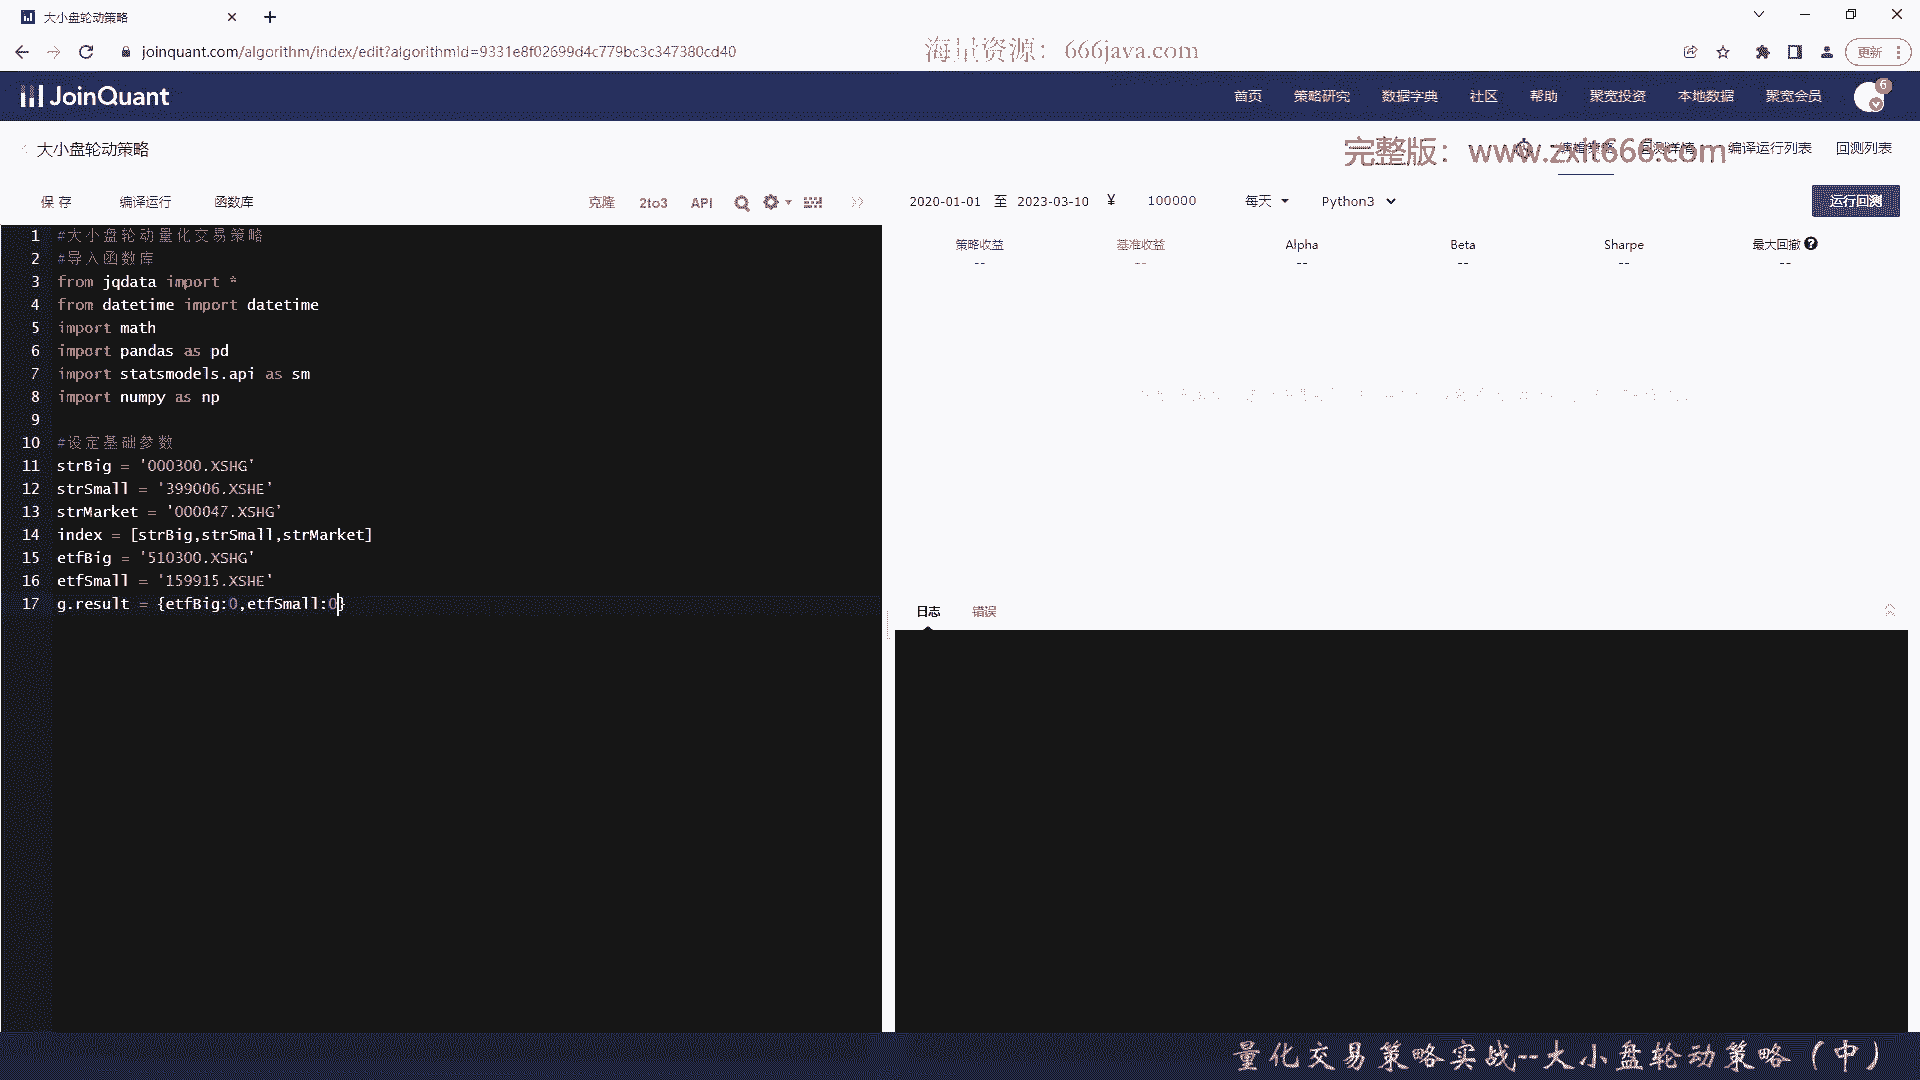 大小盘轮动策略
joinquant.com/algorithm/index/edit?algorithmId=9331e8f02699d4c779bc3c347380cd40
海量资源：666java.com
更新
JoinQuant
首页 策略研究 数据字典 社区 帮助 聚宽投资 本地数据 聚宽会员
6
大小盘轮动策略
完整版：www.zxit666.com
编辑策略 回测详情 编译运行列表 回测列表
保存 编译运行 函数库 克隆 2to3 API
2020-01-01 至 2023-03-10 ¥ 100000 每天 Python3 运行回测
策略收益 基准收益 Alpha Beta Sharpe 最大回撤
-- -- -- -- -- --
1 #大小盘轮动量化交易策略
2 #导入函数库
3 from jqdata import *
4 from datetime import datetime
5 import math
6 import pandas as pd
7 import statsmodels.api as sm
8 import numpy as np
9
10 #设定基础参数
11 strBig = '000300.XSHG'
12 strSmall = '399006.XSHE'
13 strMarket = '000047.XSHG'
14 index = [strBig,strSmall,strMarket]
15 etfBig = '510300.XSHG'
16 etfSmall = '159915.XSHE'
17 g.result = {etfBig:0,etfSmall:0}
日志 错误
量化交易策略实战--大小盘轮动策略（中）